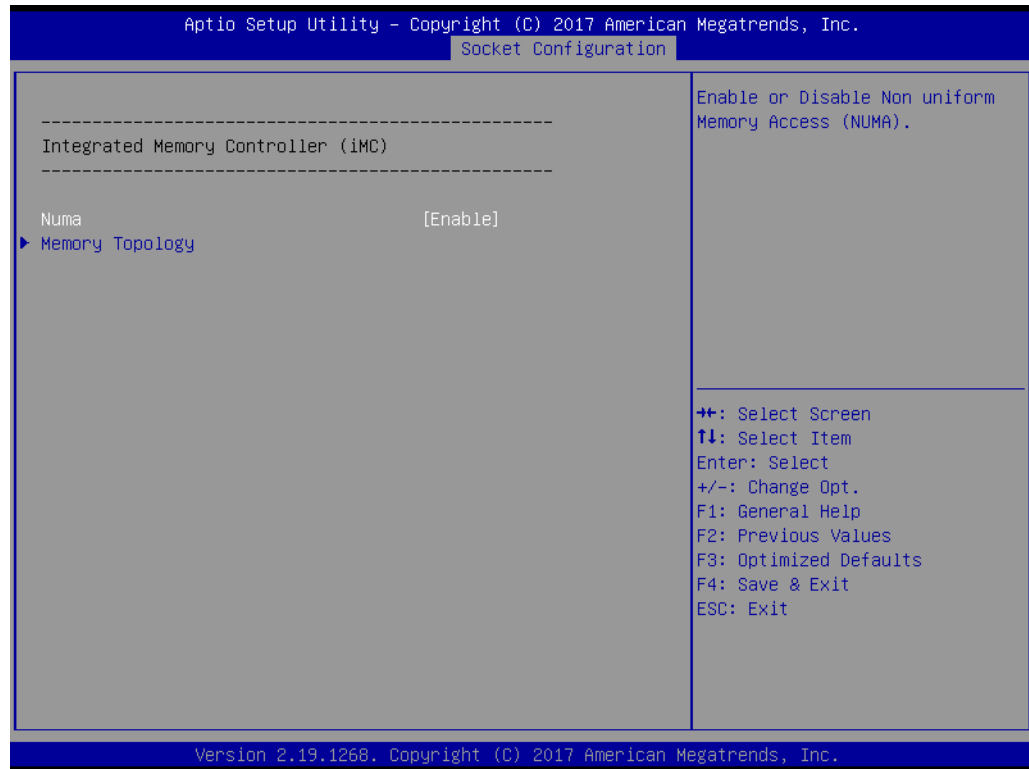 Aptio Setup Utility – Copyright (C) 2017 American Megatrends, Inc.
Socket Configuration
--------------------------------------------------
Integrated Memory Controller (iMC)
--------------------------------------------------
Numa [Enable]
▶ Memory Topology
Enable or Disable Non uniform
Memory Access (NUMA).
→←: Select Screen
↑↓: Select Item
Enter: Select
+/-: Change Opt.
F1: General Help
F2: Previous Values
F3: Optimized Defaults
F4: Save & Exit
ESC: Exit
Version 2.19.1268. Copyright (C) 2017 American Megatrends, Inc.